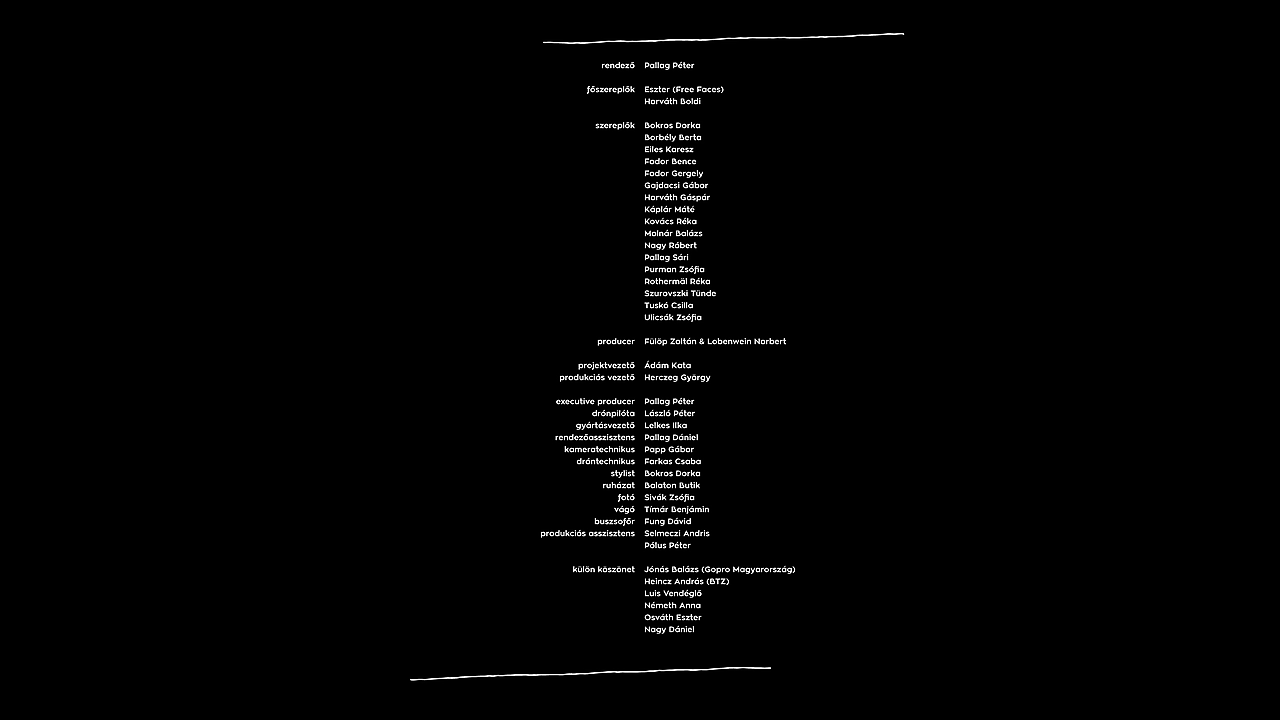 rendező Pallag Péter
főszereplők Eszter (Free Faces)
Horváth Boldi
szereplők Bokros Dorka
Borbély Berta
Eiles Karesz
Fodor Bence
Fodor Gergely
Gajdacsi Gábor
Horváth Gáspár
Káplár Máté
Kovács Réka
Molnár Balázs
Nagy Róbert
Pallag Sári
Purman Zsófia
Rothermäl Réka
Szurovszki Tünde
Tuskó Csilla
Ulicsák Zsófia
producer Fülöp Zoltán & Lobenwein Norbert
projektvezető Ádám Kata
produkciós vezető Herczeg György
executive producer Pallag Péter
drónpilóta László Péter
gyártásvezető Lelkes Ilka
rendezőasszisztens Pallag Dániel
kameratechnikus Papp Gábor
dróntechnikus Farkas Csaba
stylist Bokros Dorka
ruházat Balaton Butik
fotó Sivák Zsófia
vágó Tímár Benjámin
buszsofőr Fung Dávid
produkciós asszisztens Selmeczi Andris
Pólus Péter
külön köszönet Jónás Balázs (Gopro Magyarország)
Heincz András (BTZ)
Luis Vendéglő
Németh Anna
Osváth Eszter
Nagy Dániel